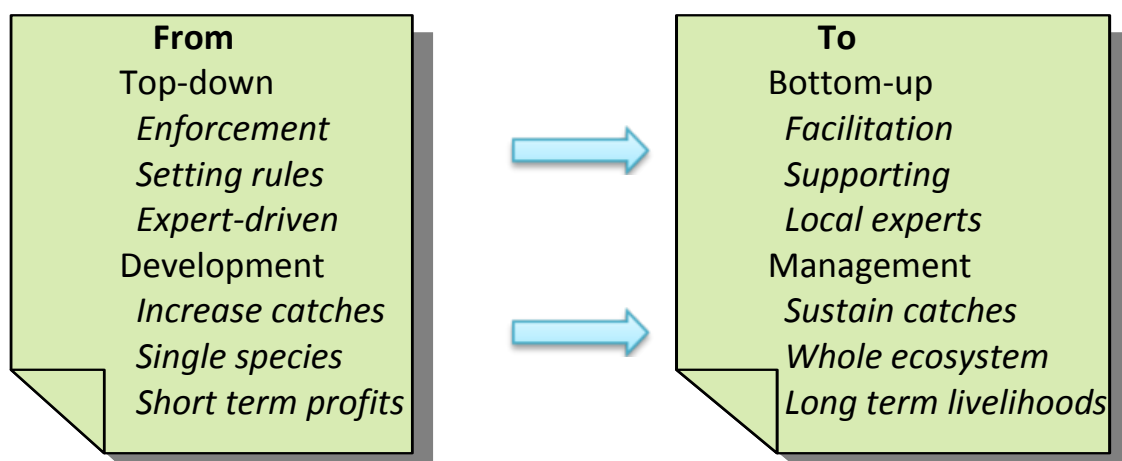 From
Top-down
Enforcement
Setting rules
Expert-driven
Development
Increase catches
Single species
Short term profits
To
Bottom-up
Facilitation
Supporting
Local experts
Management
Sustain catches
Whole ecosystem
Long term livelihoods